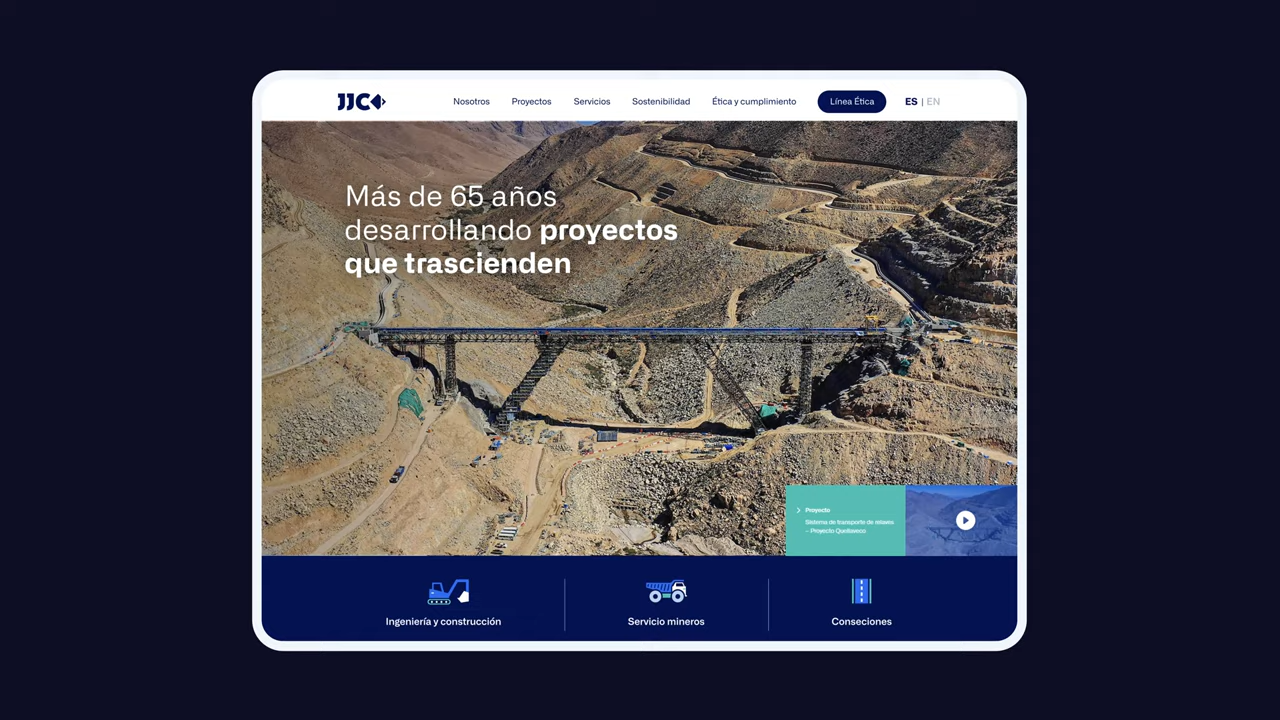 JJC
Nosotros
Proyectos
Servicios
Sostenibilidad
Ética y cumplimiento
Línea Ética
ES | EN
Más de 65 años
desarrollando proyectos
que trascienden
Proyecto
Sistema de transporte de relaves
– Proyecto Quellaveco
Ingeniería y construcción
Servicio mineros
Conseciones